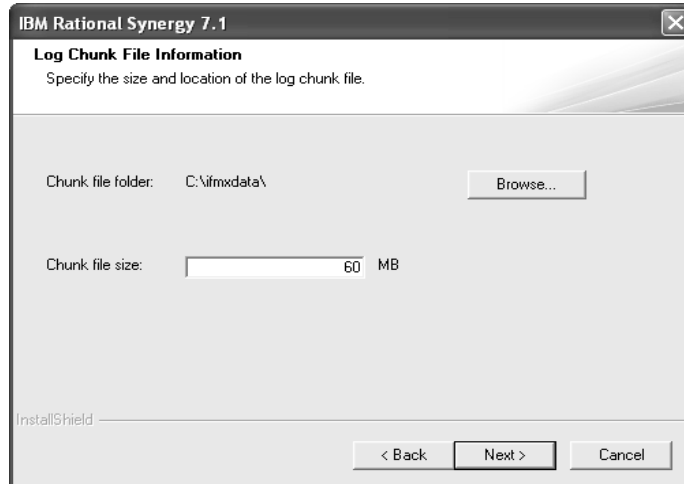 IBM Rational Synergy 7.1
Log Chunk File Information
Specify the size and location of the log chunk file.
Chunk file folder: C:\ifmxdata\ Browse...
Chunk file size: 60 MB
InstallShield
< Back Next > Cancel